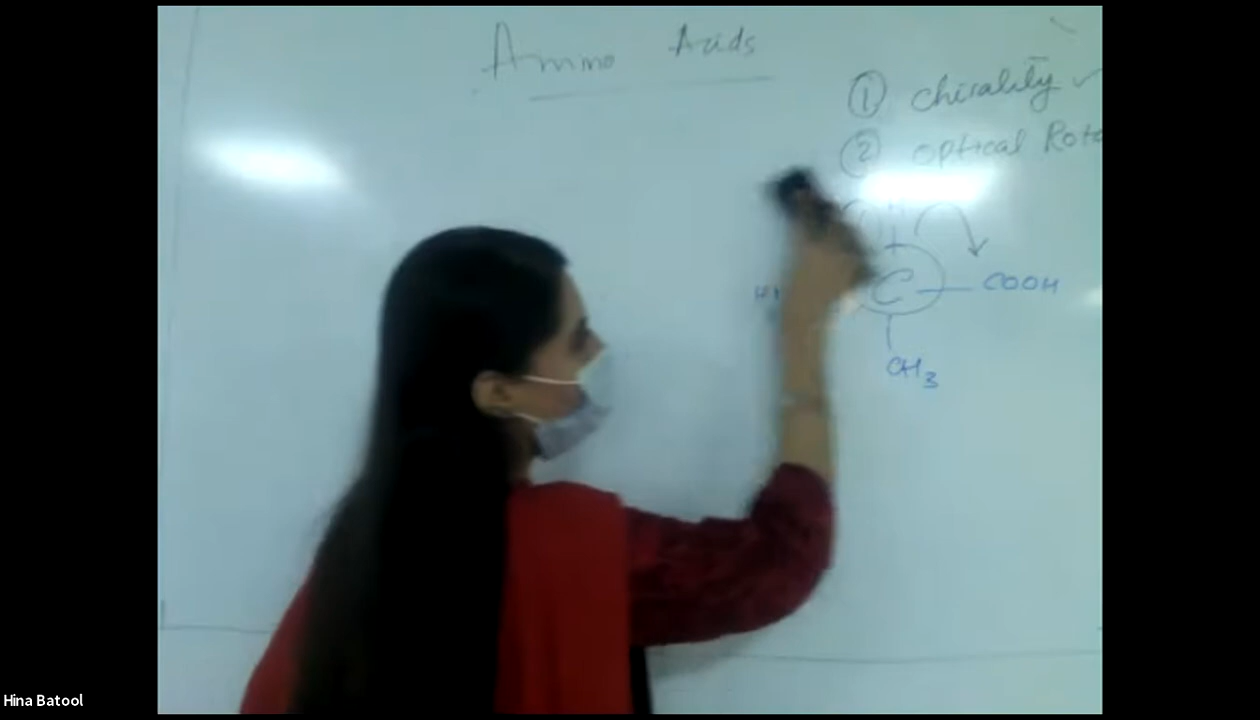 Amino Acids
① chirality ✓
② optical Rota
C COOH
CH3
Hina Batool